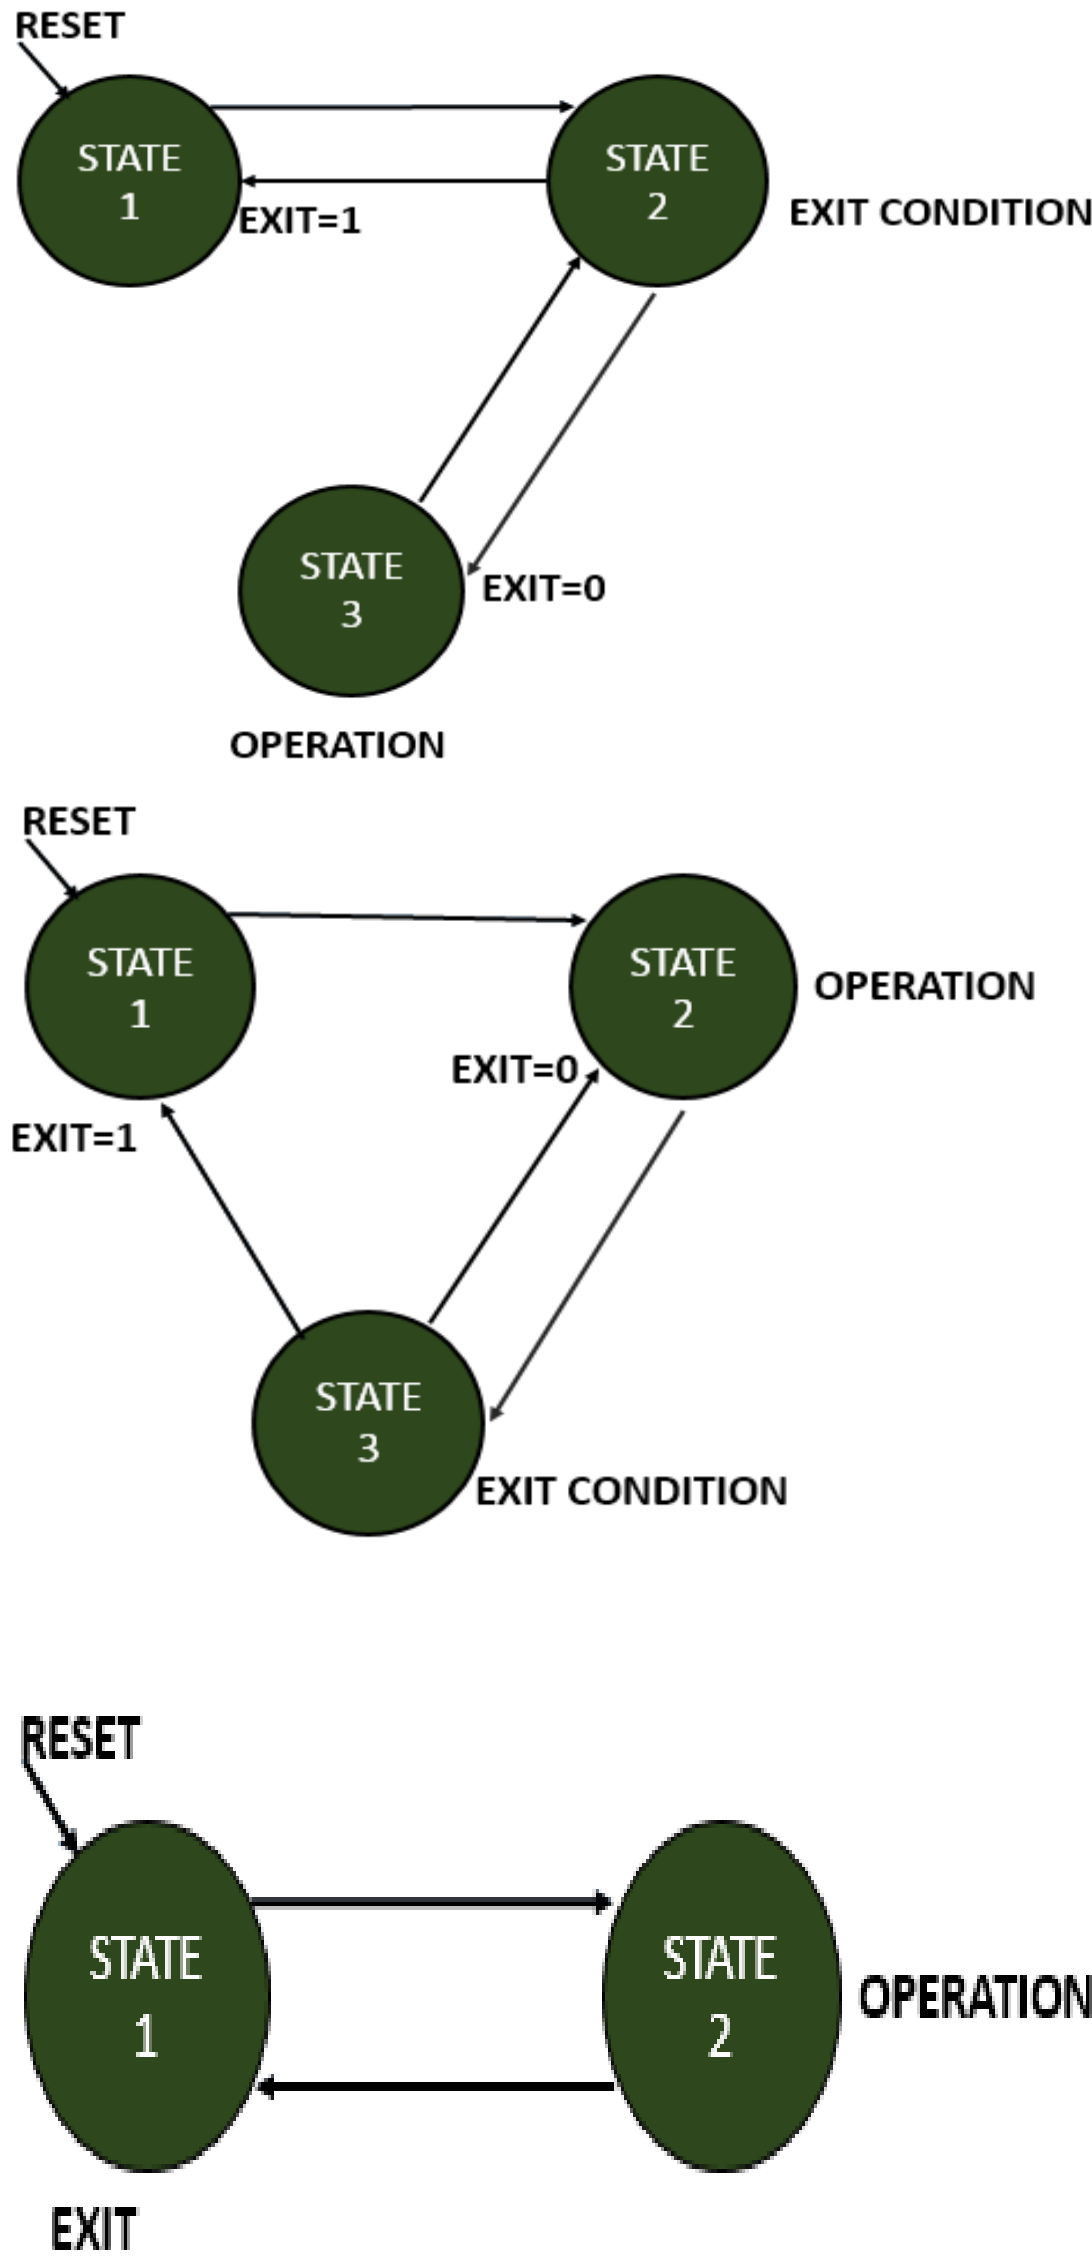 RESET
STATE
1
STATE
2
EXIT=1
EXIT CONDITION
STATE
3
EXIT=0
OPERATION
RESET
STATE
1
STATE
2
OPERATION
EXIT=0
EXIT=1
STATE
3
EXIT CONDITION
RESET
STATE
1
STATE
2
OPERATION
EXIT